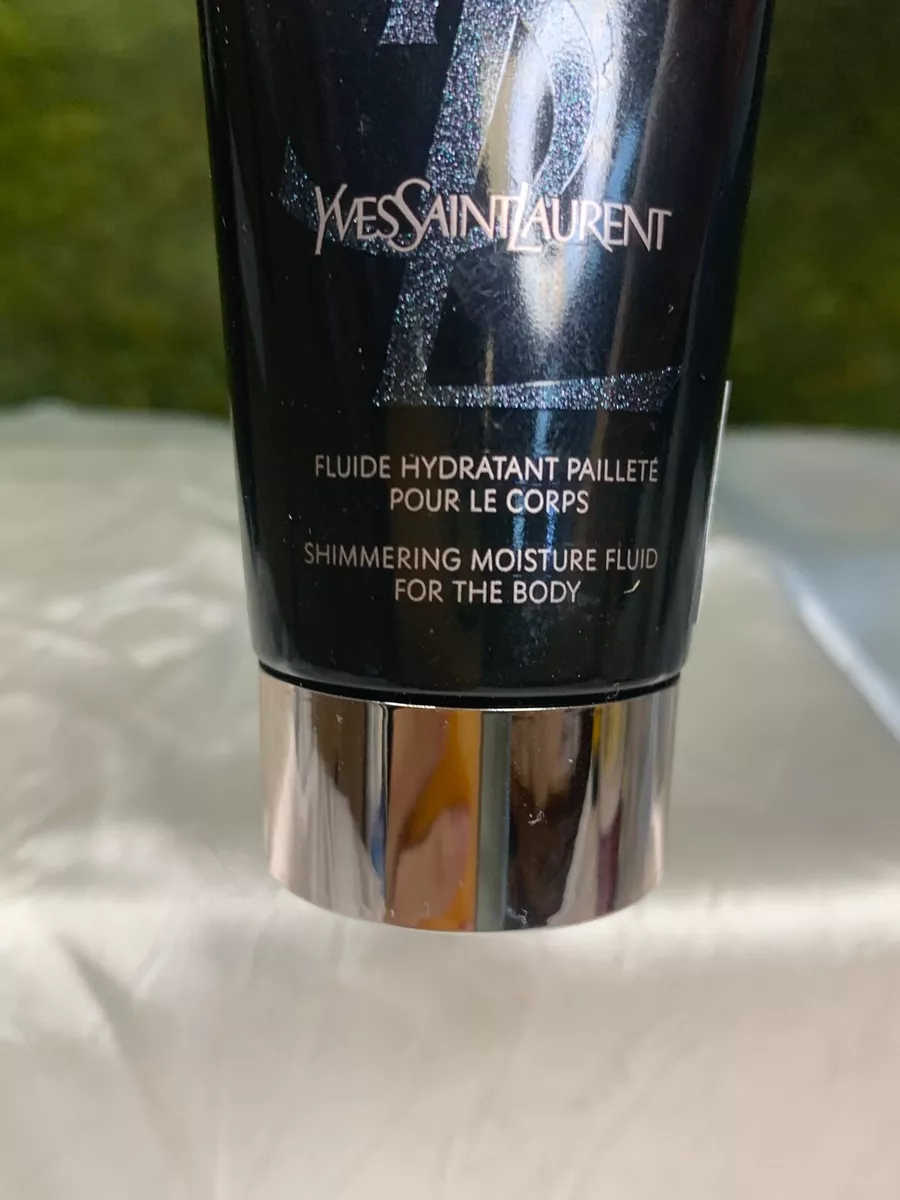 YVESSAINTLAURENT
FLUIDE HYDRATANT PAILLETÉ
POUR LE CORPS
SHIMMERING MOISTURE FLUID
FOR THE BODY